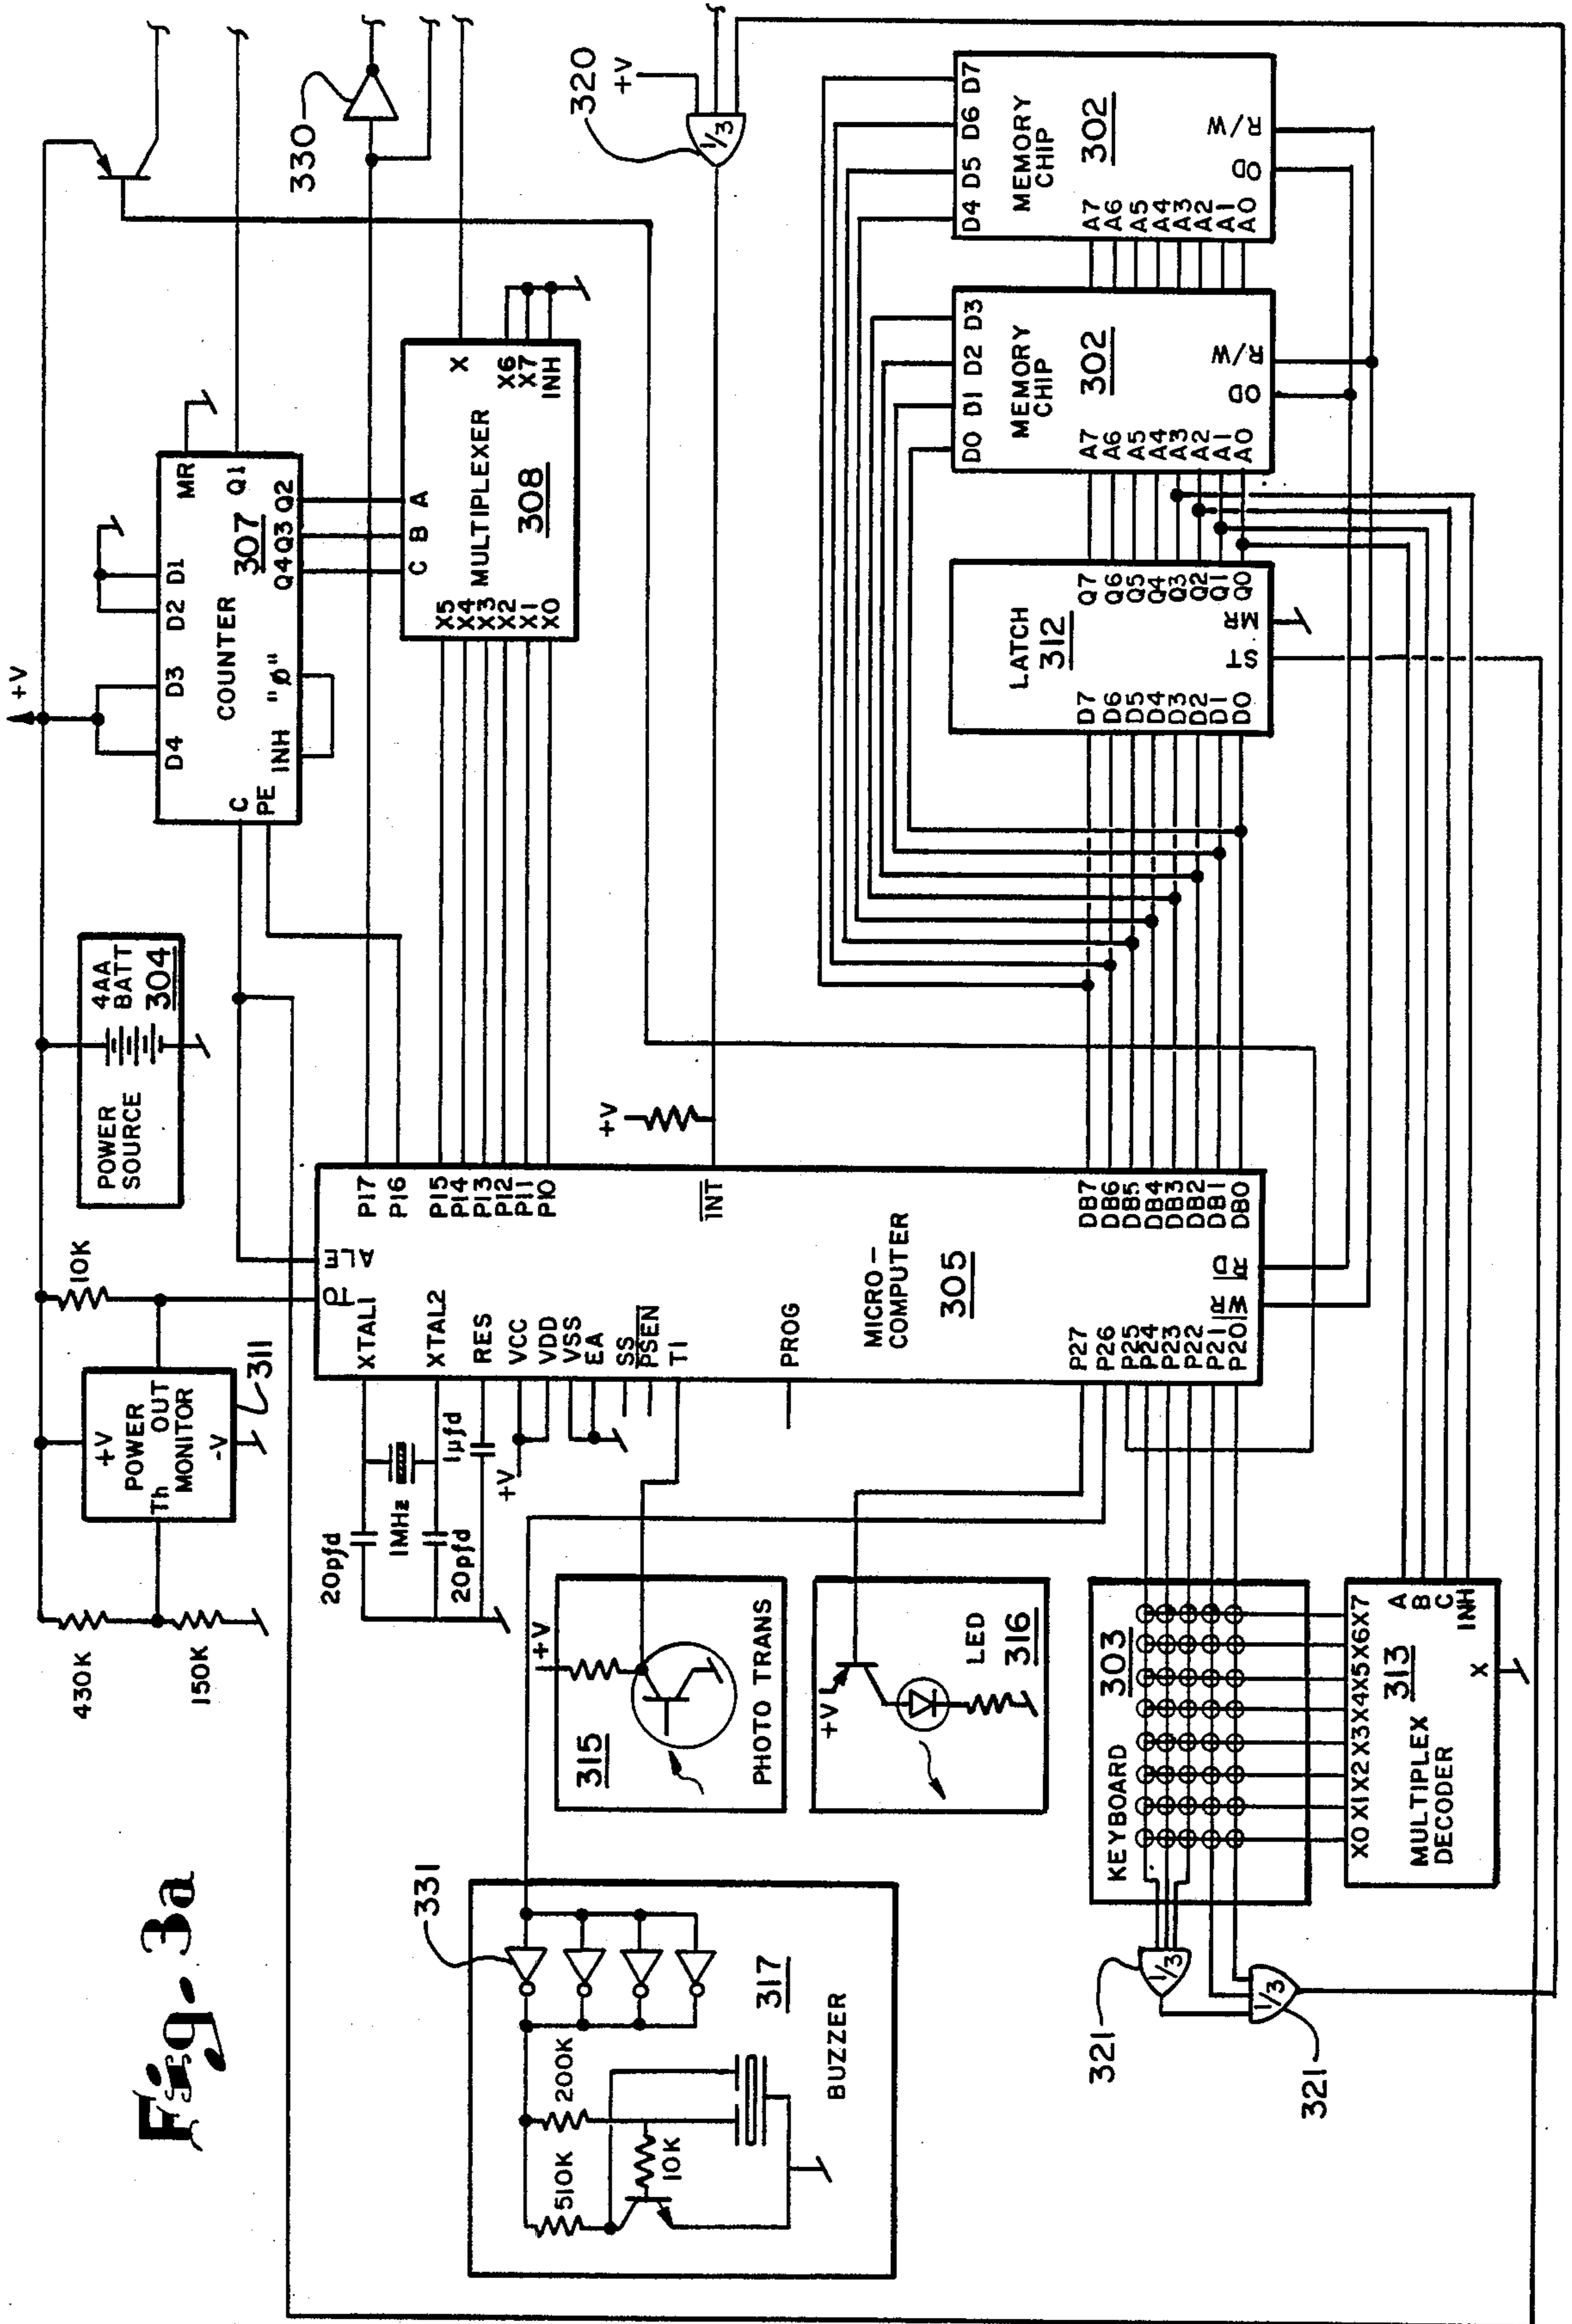 Fig. 3a
+V
430K
150K
+V
POWER
MONITOR
Th
OUT
-V
311
10K
POWER
SOURCE
4AA
BATT
304
D4
D3
D2
D1
MR
COUNTER
307
C
PE
INH
"Ø"
Q4
Q3
Q2
Q1
330
C
B
A
X
MULTIPLEXER
308
X5
X4
X3
X2
X1
X0
X6
X7
INH
320
+V
1/3
20pfd
1MHz
20pfd
1µfd
+V
XTAL1
XTAL2
RES
VCC
VDD
VSS
EA
SS
PSEN
T1
PROG
ALE
P17
P16
P15
P14
P13
P12
P11
P10
INT
+V
MICRO-
COMPUTER
305
DB7
DB6
DB5
DB4
DB3
DB2
DB1
DB0
P27
P26
P25
P24
P23
P22
P21
P20
WR
RD
315
+V
PHOTO TRANS
+V
LED
316
331
317
BUZZER
510K
200K
10K
KEYBOARD
303
321
1/3
1/3
321
X0 X1 X2 X3 X4 X5 X6 X7
MULTIPLEX
DECODER
313
A
B
C
INH
X
LATCH
312
D7
D6
D5
D4
D3
D2
D1
D0
Q7
Q6
Q5
Q4
Q3
Q2
Q1
Q0
ST
MR
D0 D1 D2 D3
MEMORY
CHIP
302
A7
A6
A5
A4
A3
A2
A1
A0
OD
R/W
D4 D5 D6 D7
MEMORY
CHIP
302
A7
A6
A5
A4
A3
A2
A1
A0
OD
R/W